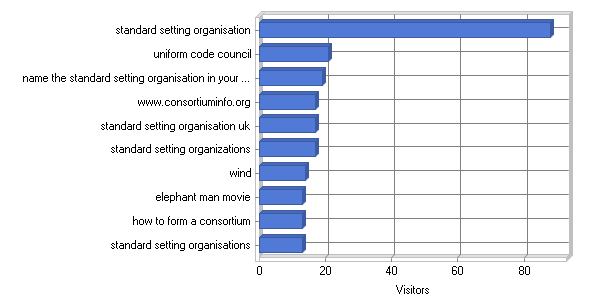 standard setting organisation
uniform code council
name the standard setting organisation in your ...
www.consortiuminfo.org
standard setting organisation uk
standard setting organizations
wind
elephant man movie
how to form a consortium
standard setting organisations
0 20 40 60 80
Visitors